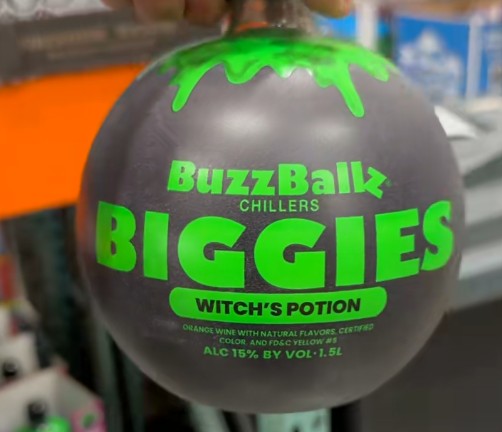 BuzzBallz
CHILLERS
BIGGIES
WITCH'S POTION
ORANGE WINE WITH NATURAL FLAVORS, CERTIFIED
COLOR, AND FD&C YELLOW #5
ALC 15% BY VOL · 1.5L